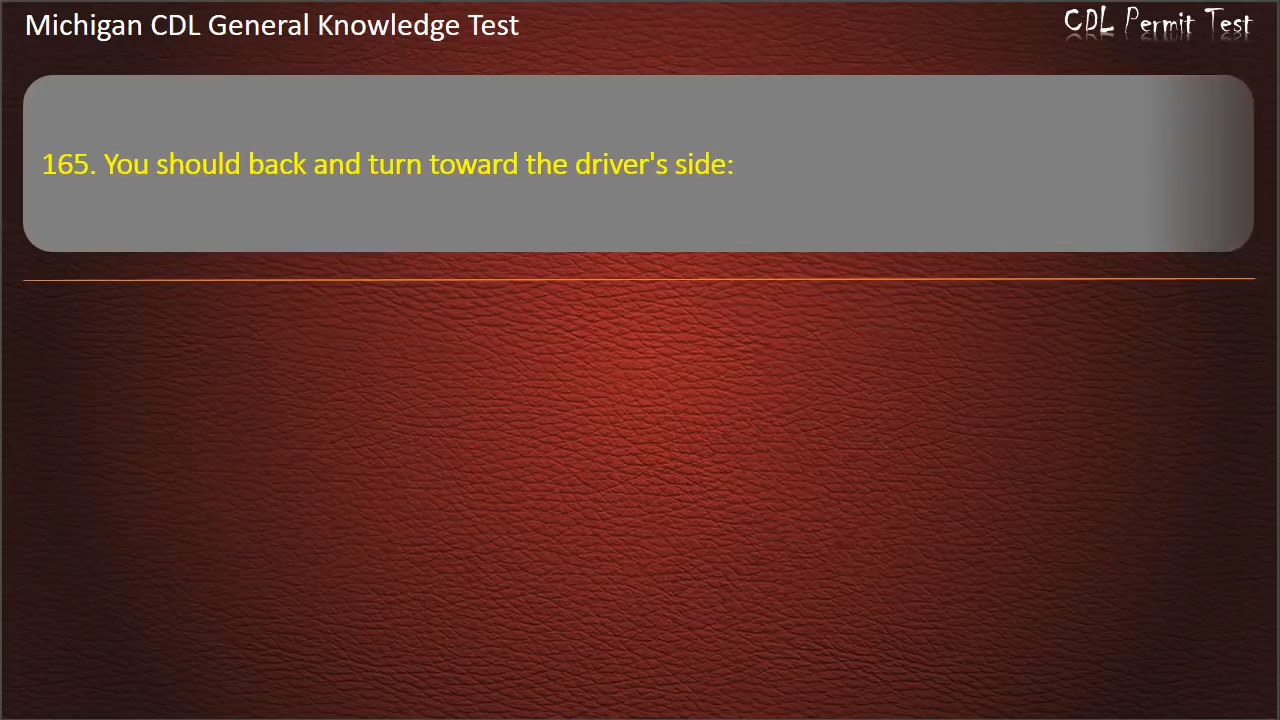 Michigan CDL General Knowledge Test
CDL Permit Test
165. You should back and turn toward the driver's side: